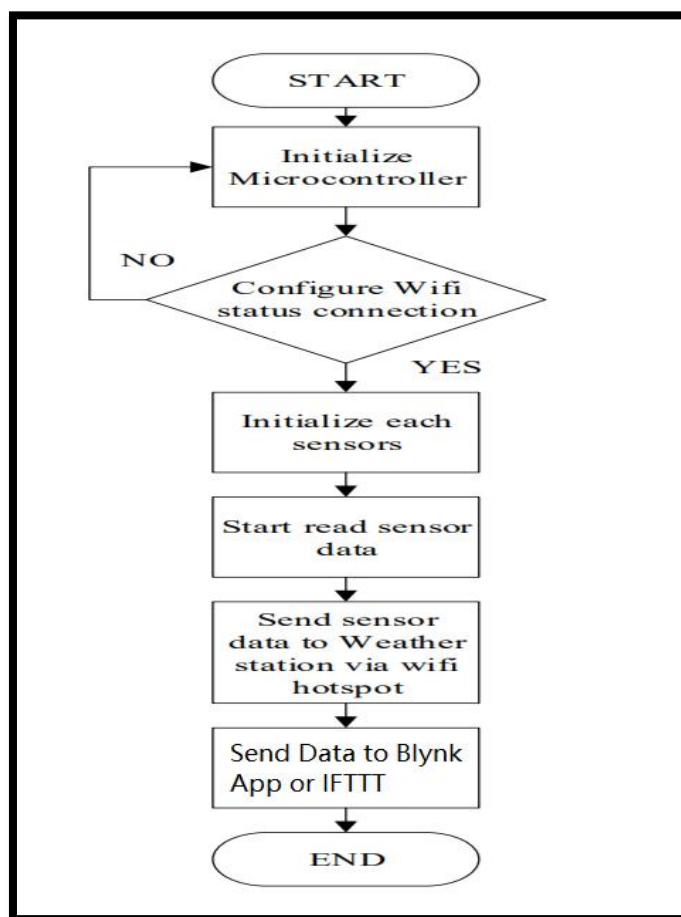 START
Initialize
Microcontroller
NO
Configure Wifi
status connection
YES
Initialize each
sensors
Start read sensor
data
Send sensor
data to Weather
station via wifi
hotspot
Send Data to Blynk
App or IFTTT
END